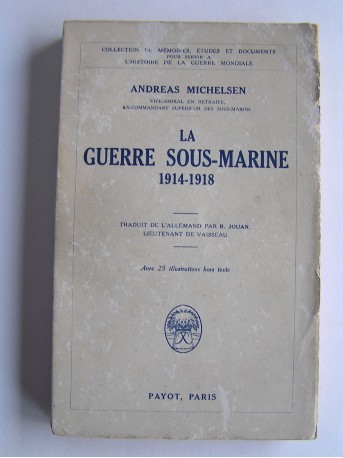 COLLECTION DE MÉMOIRES, ÉTUDES ET DOCUMENTS
POUR SERVIR A
L'HISTOIRE DE LA GUERRE MONDIALE
ANDREAS MICHELSEN
VICE-AMIRAL EN RETRAITE,
EX-COMMANDANT SUPÉRIEUR DES SOUS-MARINS
LA
GUERRE SOUS-MARINE
1914-1918
TRADUIT DE L'ALLEMAND PAR R. JOUAN,
LIEUTENANT DE VAISSEAU
Avec 25 illustrations hors texte
PAYOT, PARIS